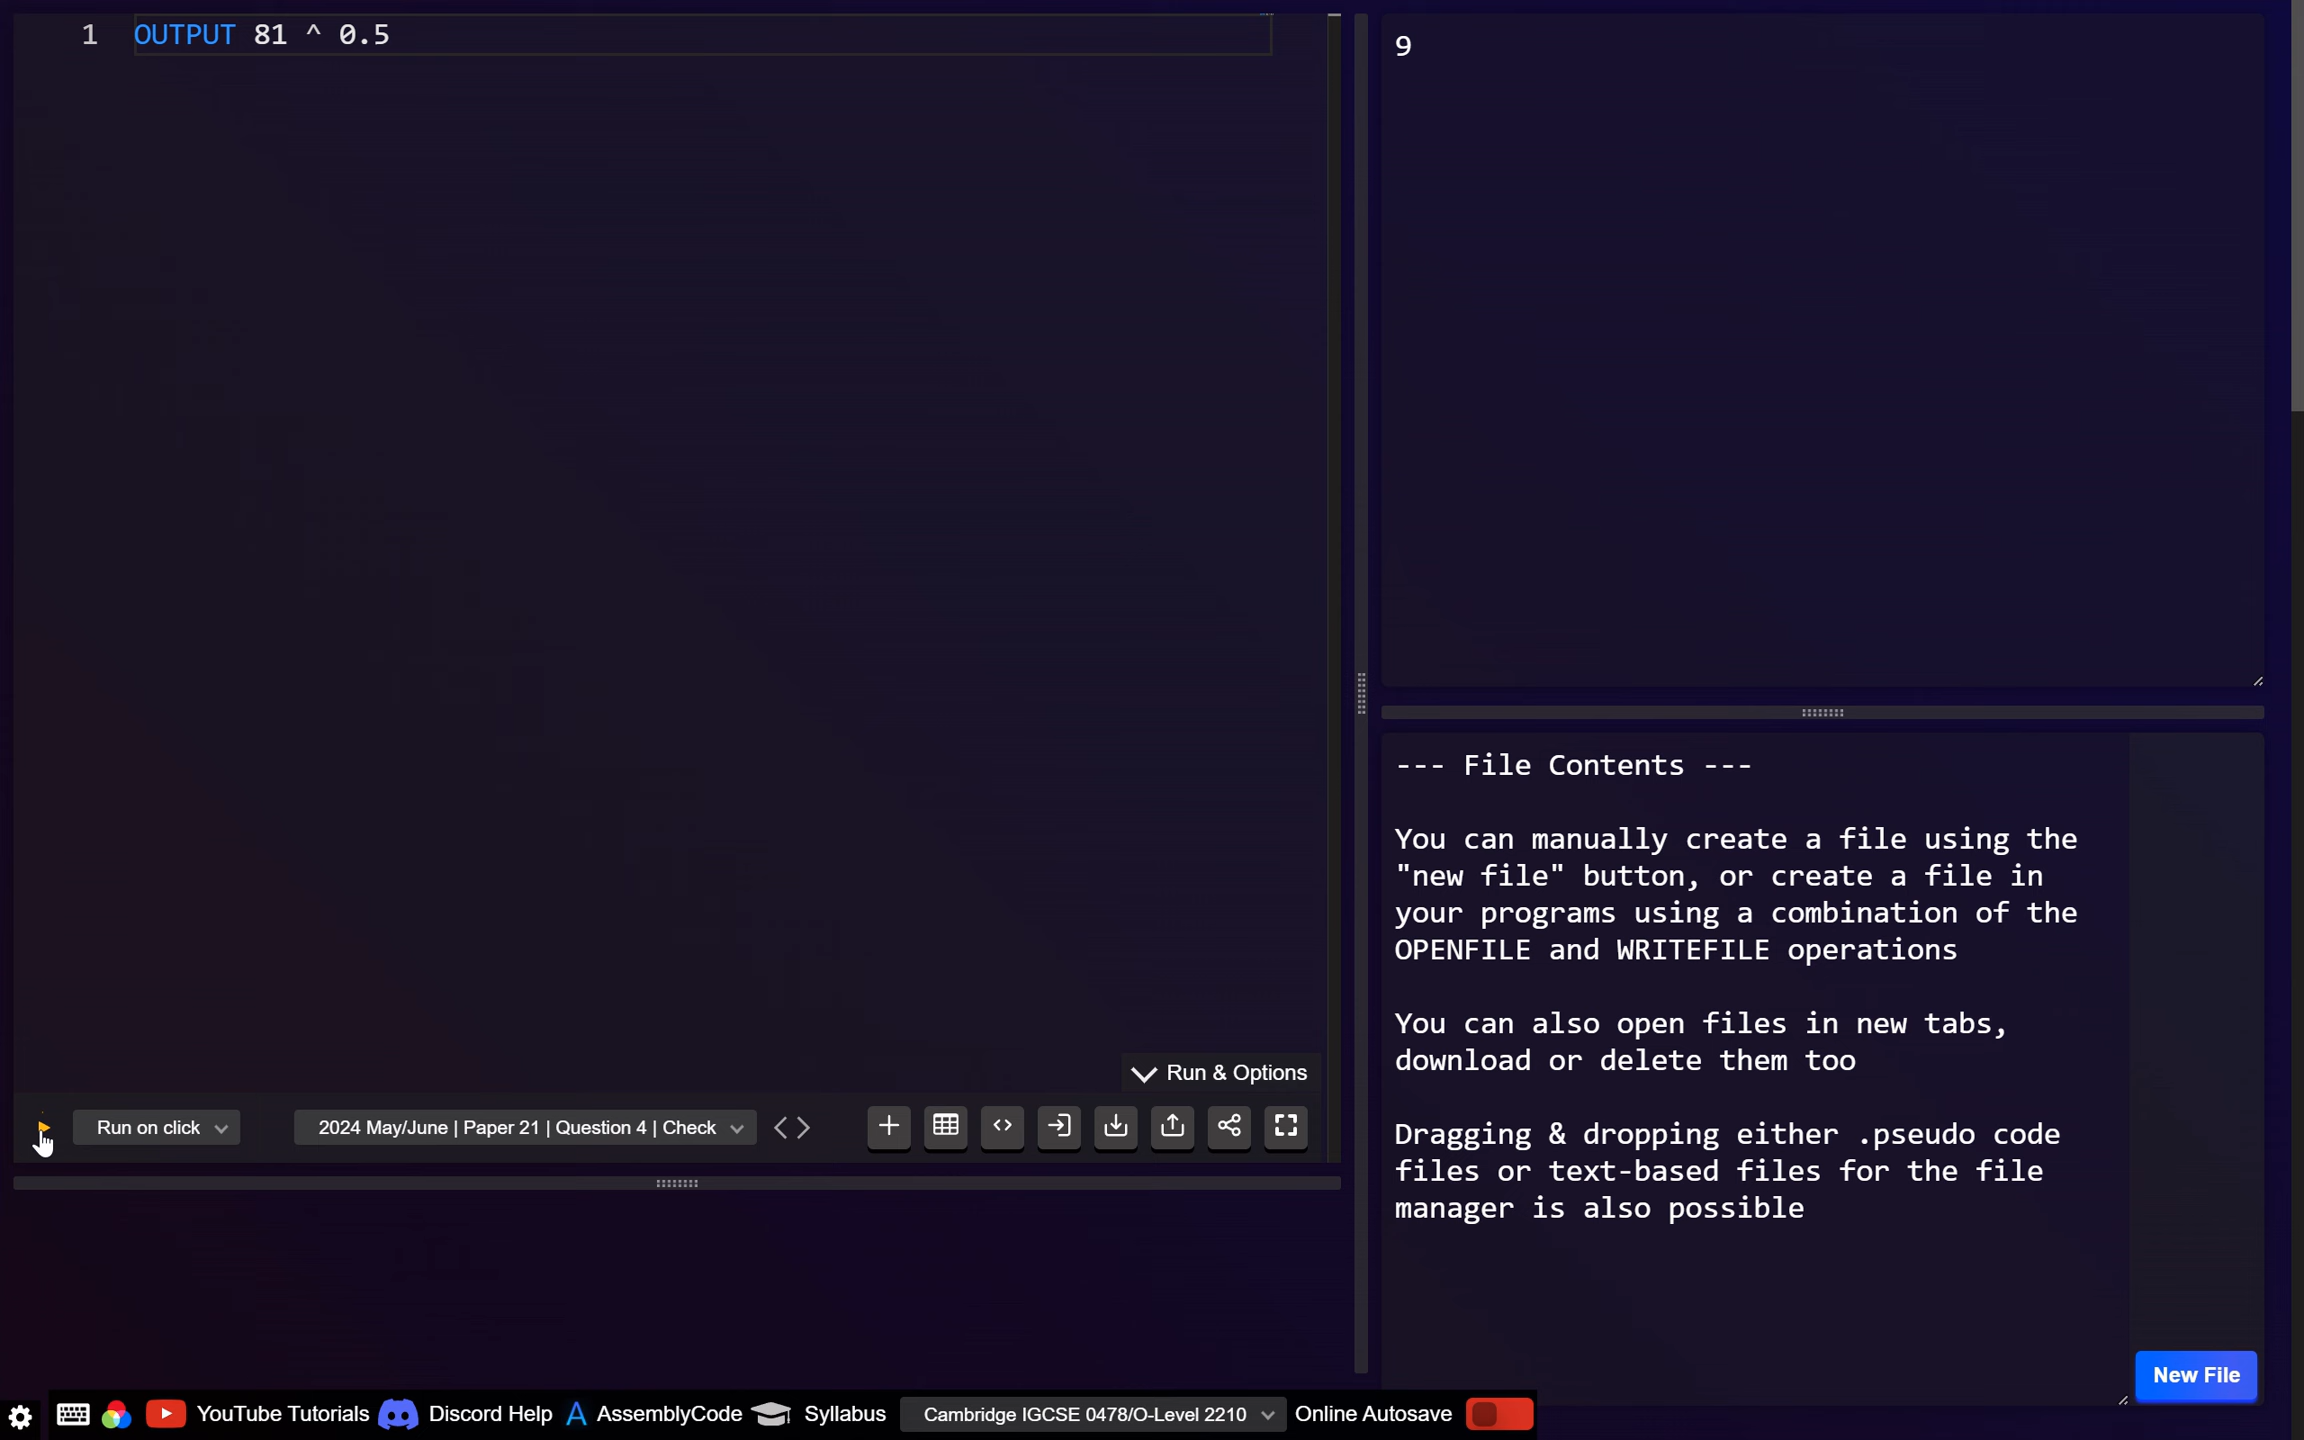 1 OUTPUT 81 ^ 0.5
9
--- File Contents ---
You can manually create a file using the
"new file" button, or create a file in
your programs using a combination of the
OPENFILE and WRITEFILE operations
You can also open files in new tabs,
download or delete them too
Dragging & dropping either .pseudo code
files or text-based files for the file
manager is also possible
New File
Run & Options
Run on click
2024 May/June | Paper 21 | Question 4 | Check
YouTube Tutorials
Discord Help
AssemblyCode
Syllabus
Cambridge IGCSE 0478/O-Level 2210
Online Autosave